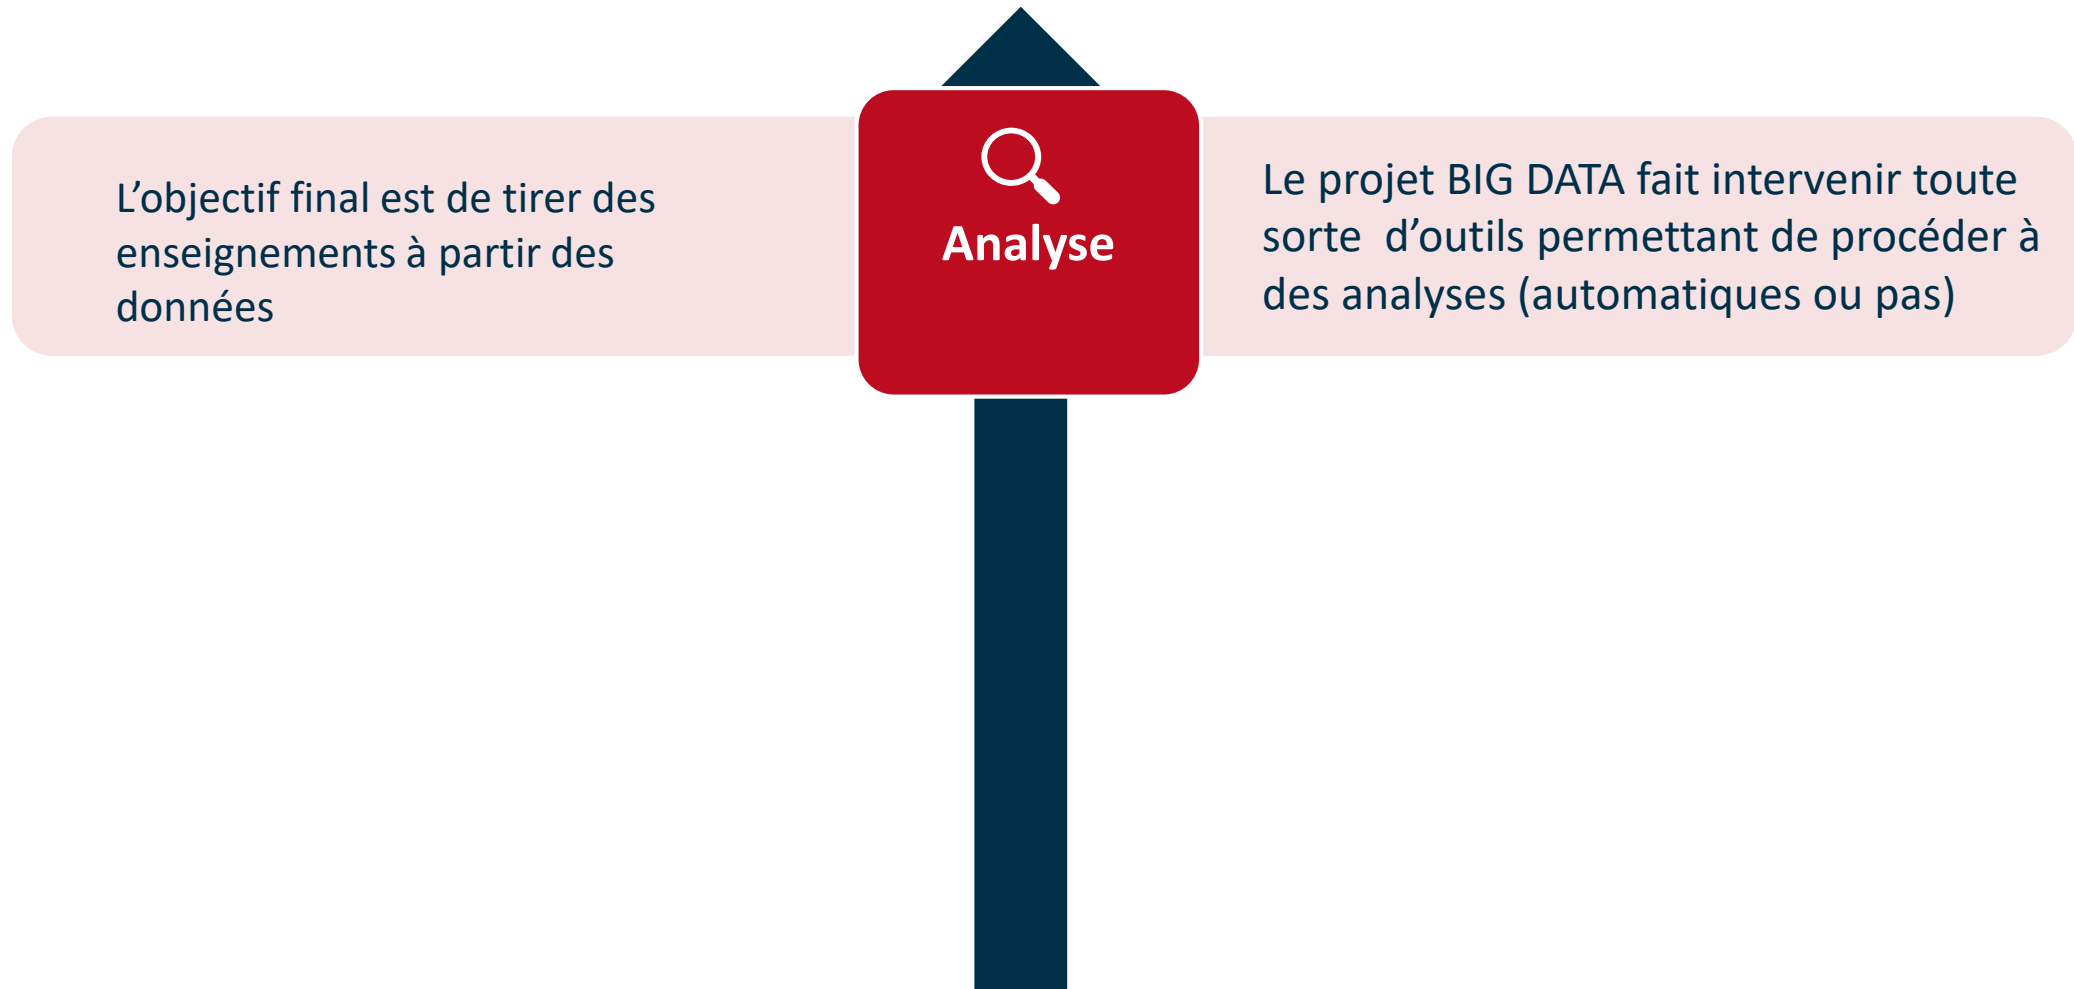 L’objectif final est de tirer des
enseignements à partir des
données
Analyse
Le projet BIG DATA fait intervenir toute
sorte  d’outils permettant de procéder à
des analyses (automatiques ou pas)